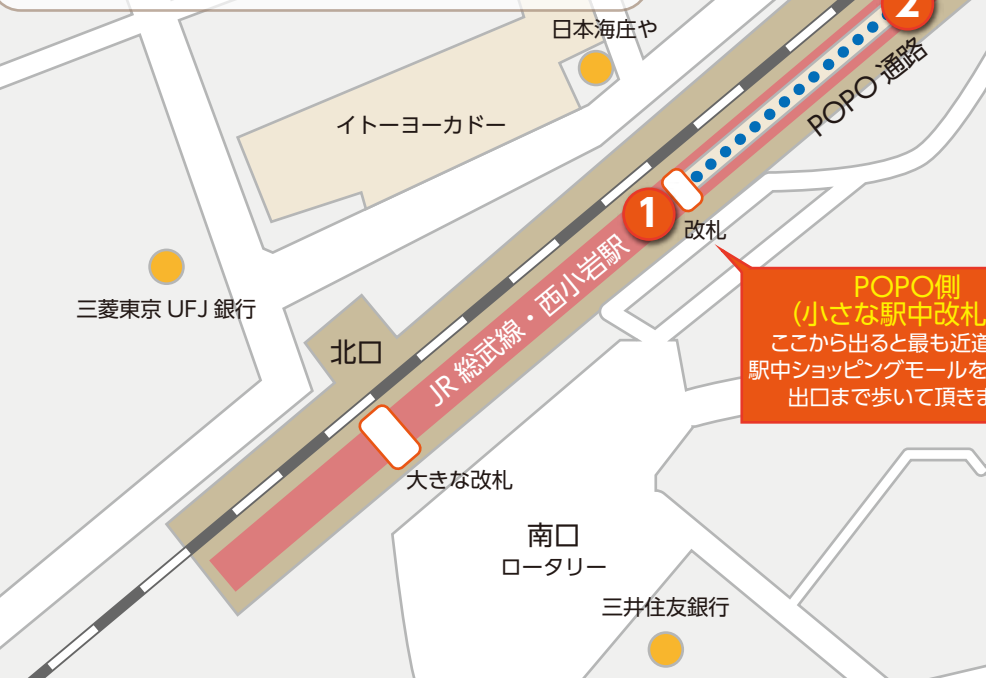 2
日本海庄や
POPO 通路
イトーヨーカドー
1
改札
三菱東京 UFJ 銀行
JR 総武線・西小岩駅
POPO側
（小さな駅中改札
ここから出ると最も近道
駅中ショッピングモールを
出口まで歩いて頂きま
北口
大きな改札
南口
ロータリー
三井住友銀行